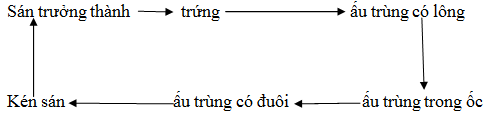 Sán trưởng thành trứng ấu trùng có lông
Kén sán ấu trùng có đuôi ấu trùng trong ốc